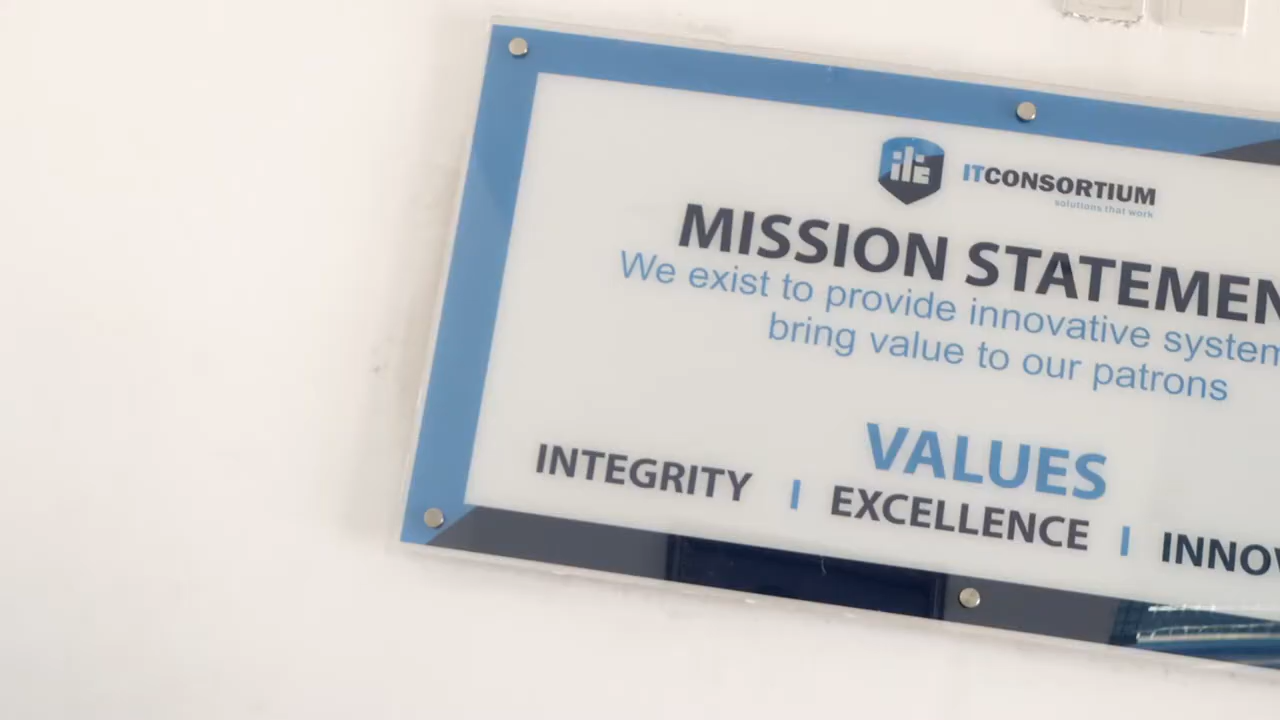 ITCONSORTIUM
solutions that work
MISSION STATEMEN
We exist to provide innovative system
bring value to our patrons
VALUES
INTEGRITY | EXCELLENCE | INNOV